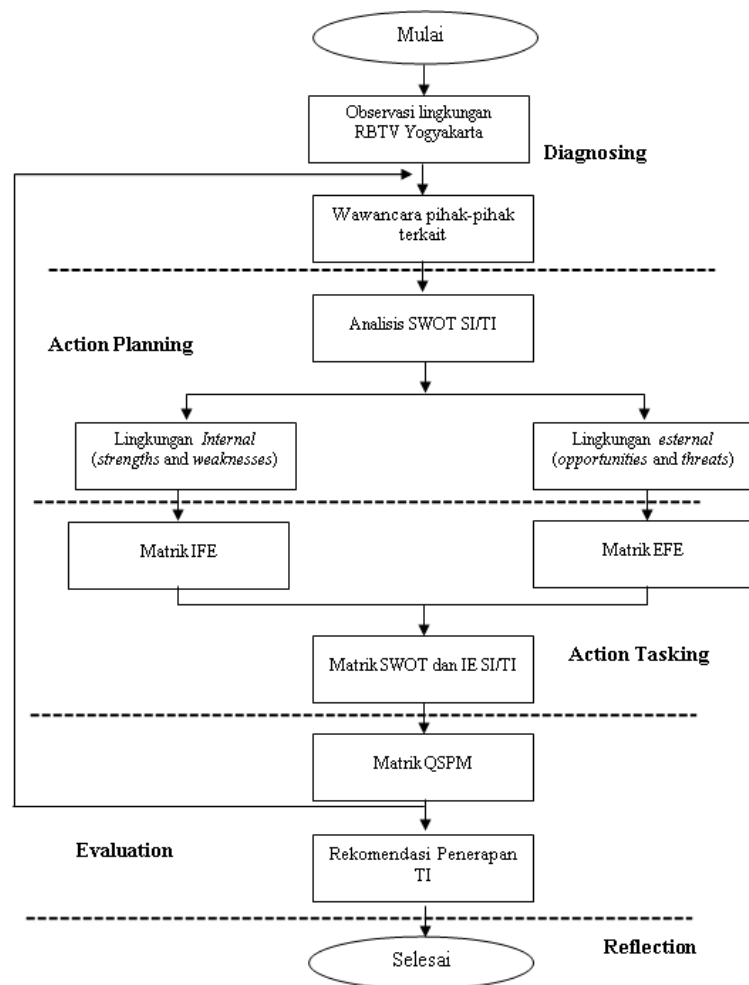 Mulai
Observasi lingkungan
RBTV Yogyakarta
Diagnosing
Wawancara pihak-pihak
terkait
Analisis SWOT SI/TI
Action Planning
Lingkungan Internal
(strengths and weaknesses)
Lingkungan esternal
(opportunities and threats)
Matrik IFE
Matrik EFE
Matrik SWOT dan IE SI/TI
Action Tasking
Matrik QSPM
Evaluation
Rekomendasi Penerapan
TI
Reflection
Selesai